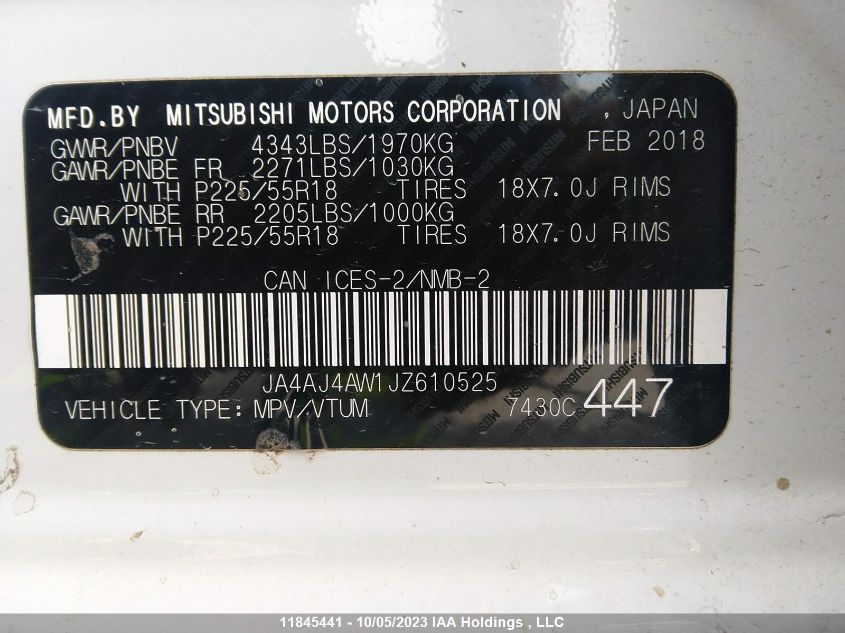 MFD.BY MITSUBISHI MOTORS CORPORATION , JAPAN
GVWR/PNBV 4343LBS/1970KG FEB 2018
GAWR/PNBE FR 2271LBS/1030KG
WITH P225/55R18 TIRES 18X7.0J RIMS
GAWR/PNBE RR 2205LBS/1000KG
WITH P225/55R18 TIRES 18X7.0J RIMS
CAN ICES-2/NMB-2
JA4AJ4AW1JZ610525
VEHICLE TYPE: MPV/VTUM 7430C 447
11845441 - 10/05/2023 IAA Holdings , LLC